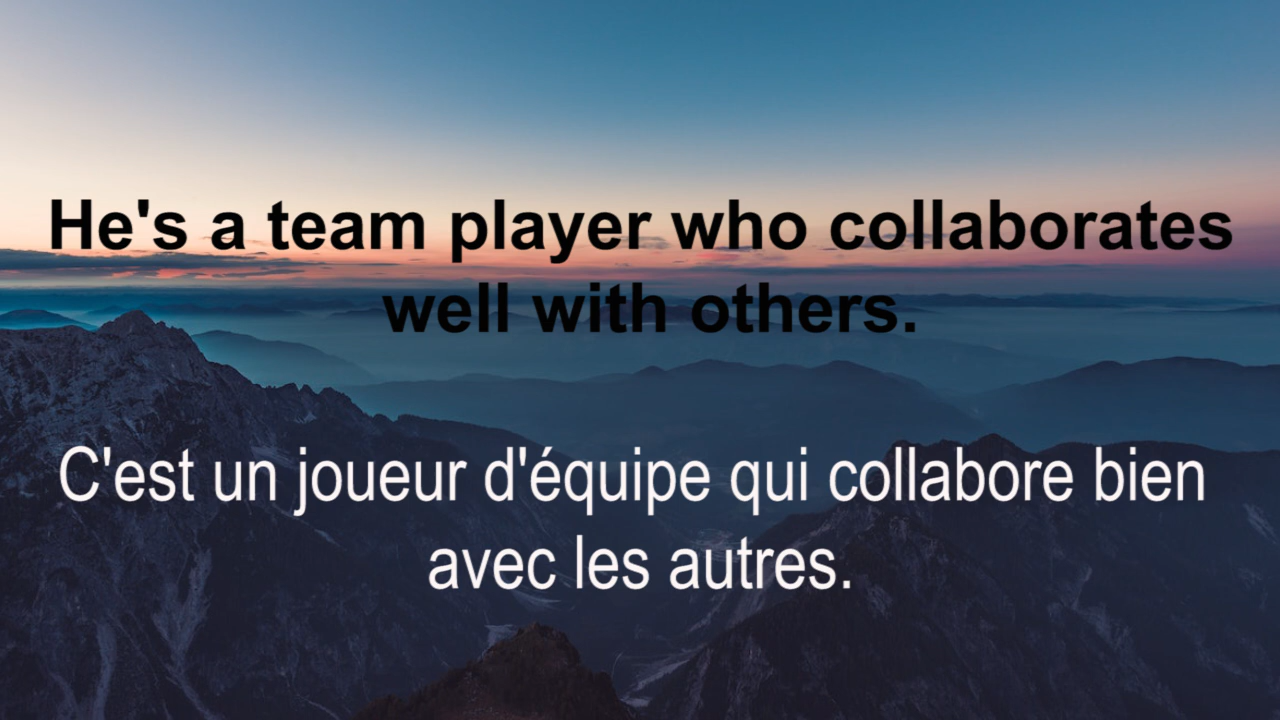 He's a team player who collaborates
well with others.
C'est un joueur d'équipe qui collabore bien
avec les autres.